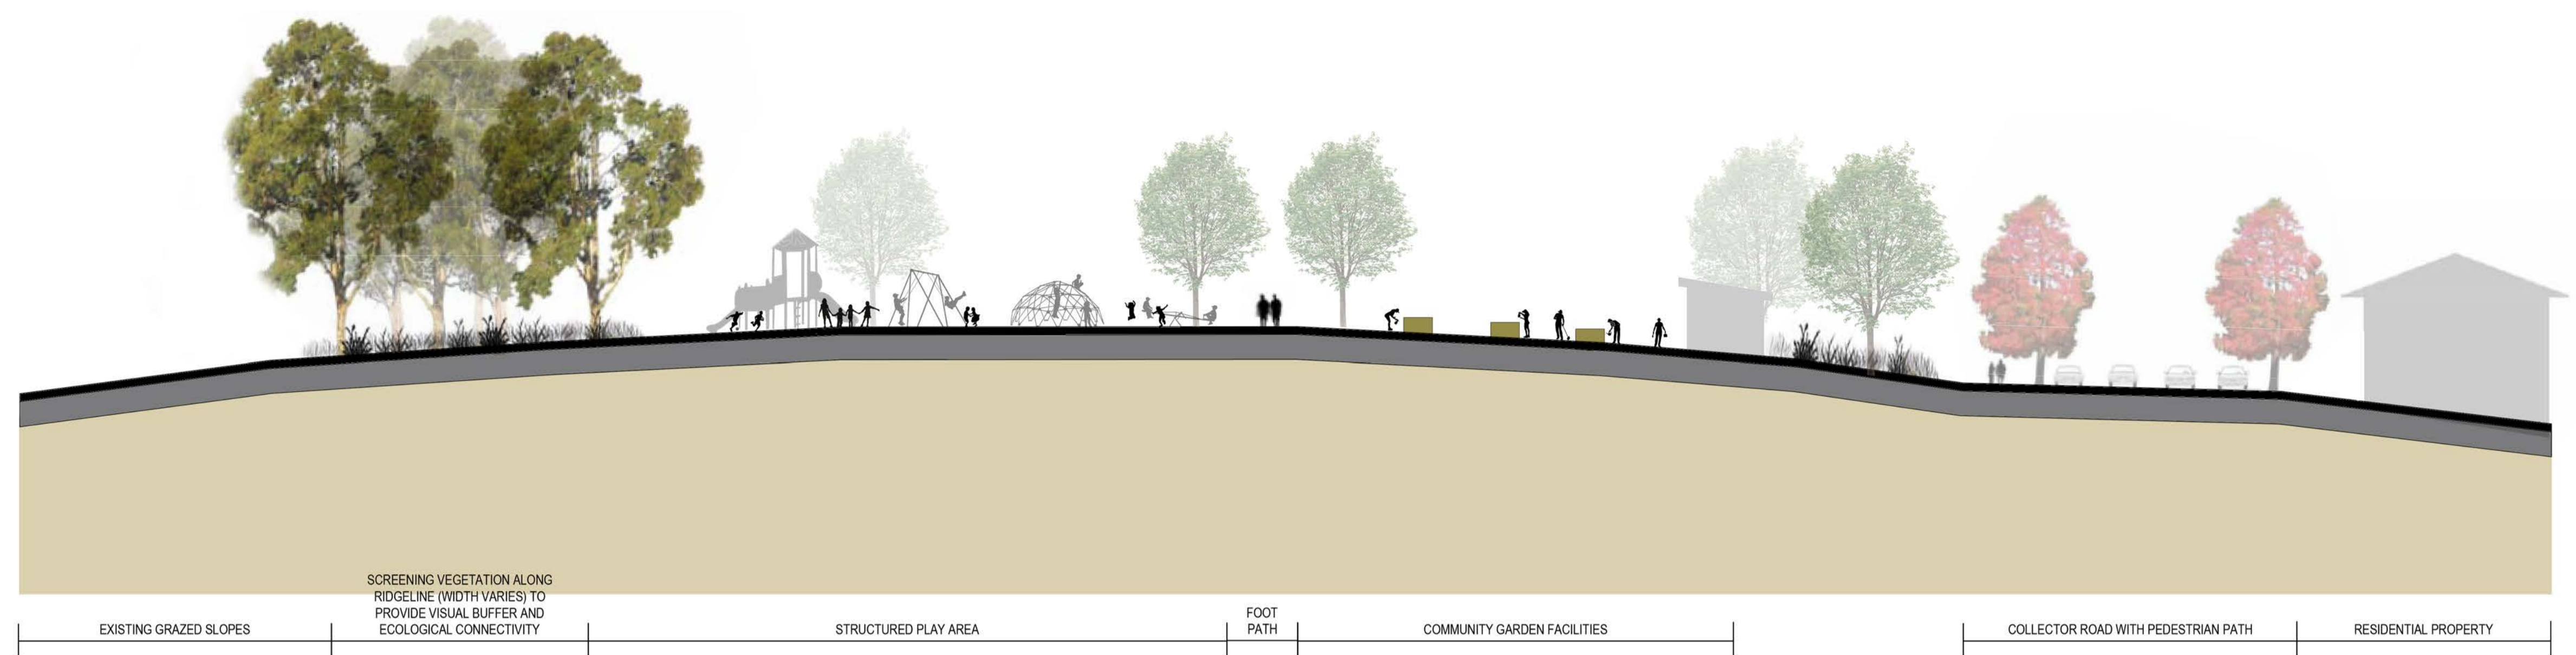 EXISTING GRAZED SLOPES
SCREENING VEGETATION ALONG
RIDGELINE (WIDTH VARIES) TO
PROVIDE VISUAL BUFFER AND
ECOLOGICAL CONNECTIVITY
STRUCTURED PLAY AREA
FOOT
PATH
COMMUNITY GARDEN FACILITIES
COLLECTOR ROAD WITH PEDESTRIAN PATH
RESIDENTIAL PROPERTY